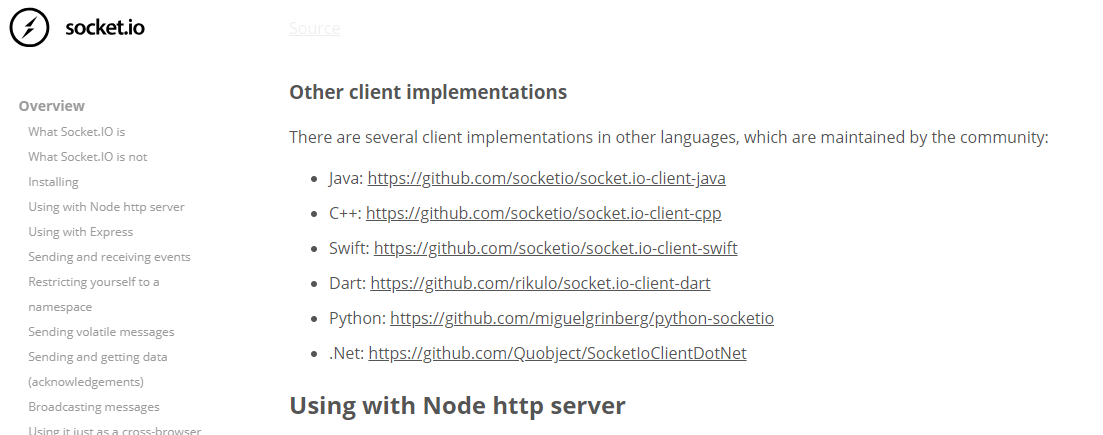 socket.io
Source
Overview
What Socket.IO is
What Socket.IO is not
Installing
Using with Node http server
Using with Express
Sending and receiving events
Restricting yourself to a
namespace
Sending volatile messages
Sending and getting data
(acknowledgements)
Broadcasting messages
Using it just as a cross-browser
Other client implementations
There are several client implementations in other languages, which are maintained by the community:
Java: https://github.com/socketio/socket.io-client-java
C++: https://github.com/socketio/socket.io-client-cpp
Swift: https://github.com/socketio/socket.io-client-swift
Dart: https://github.com/rikulo/socket.io-client-dart
Python: https://github.com/miguelgrinberg/python-socketio
.Net: https://github.com/Quobject/SocketIoClientDotNet
Using with Node http server